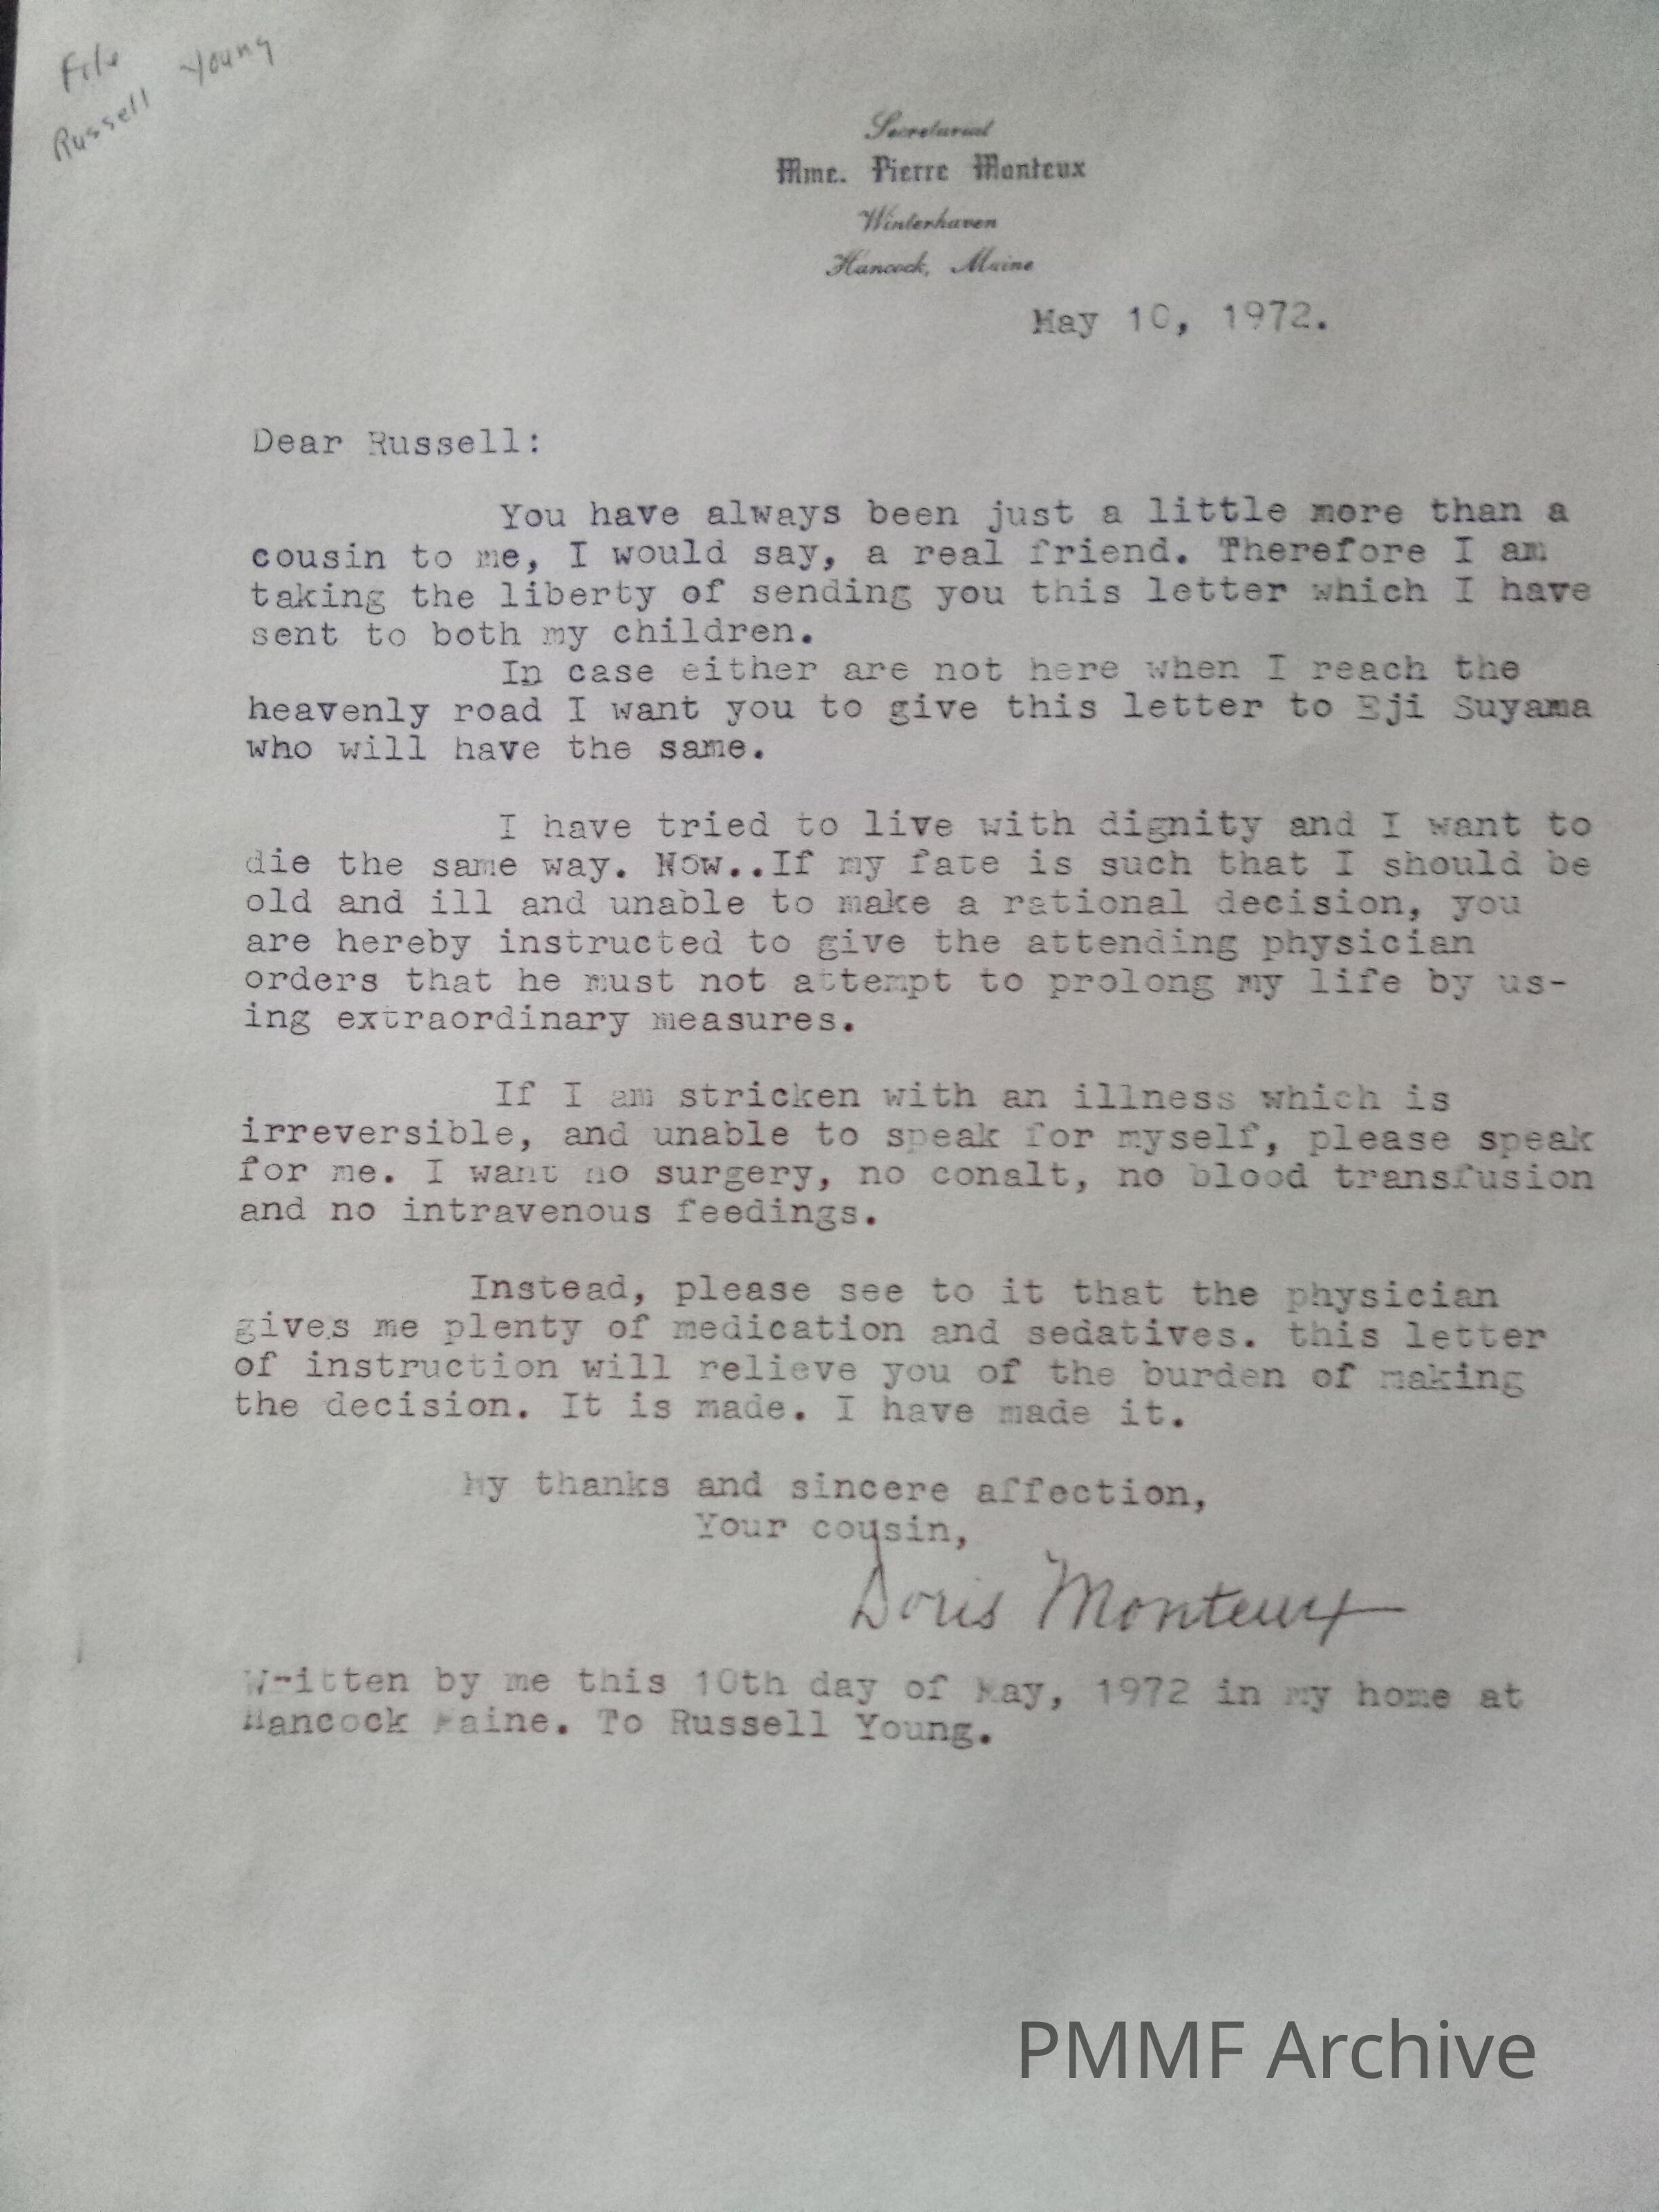 File
Russell Young
Secretarial
Mme. Pierre Monteux
Winterhaven
Hancock, Maine
May 10, 1972.
Dear Russell:
You have always been just a little more than a
cousin to me, I would say, a real friend. Therefore I am
taking the liberty of sending you this letter which I have
sent to both my children.
In case either are not here when I reach the
heavenly road I want you to give this letter to Eji Suyama
who will have the same.
I have tried to live with dignity and I want to
die the same way. Now..If my fate is such that I should be
old and ill and unable to make a rational decision, you
are hereby instructed to give the attending physician
orders that he must not attempt to prolong my life by us-
ing extraordinary measures.
If I am stricken with an illness which is
irreversible, and unable to speak for myself, please speak
for me. I want no surgery, no conalt, no blood transfusion
and no intravenous feedings.
Instead, please see to it that the physician
gives me plenty of medication and sedatives. this letter
of instruction will relieve you of the burden of making
the decision. It is made. I have made it.
My thanks and sincere affection,
Your cousin,
Doris Monteux
Written by me this 10th day of May, 1972 in my home at
Hancock Maine. To Russell Young.
PMMF Archive